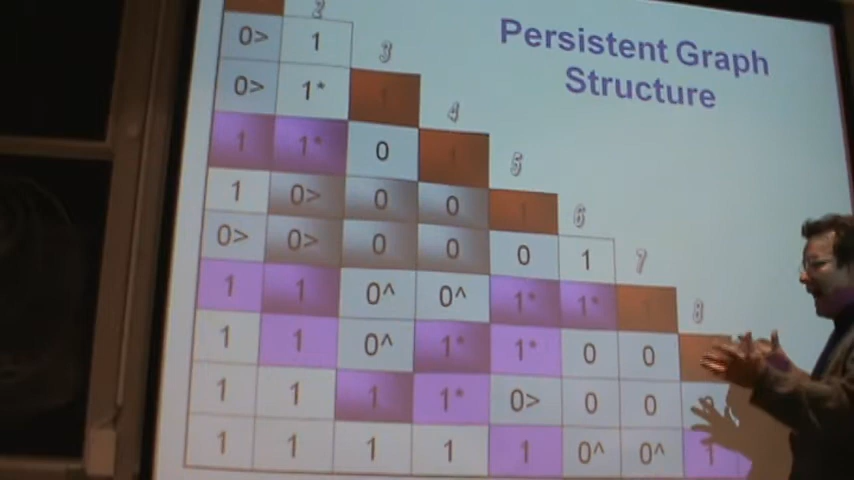 Persistent Graph
Structure
2
0> 1
3
0> 1*
4
1 1* 0
5
1 0> 0 0
6
0> 0> 0 0 0 1
7
1 1 0^ 0^ 1* 1*
8
1 1 0^ 1* 1* 0 0
1 1 1 1* 0> 0 0
1 1 1 1 1 0^ 0^ 1